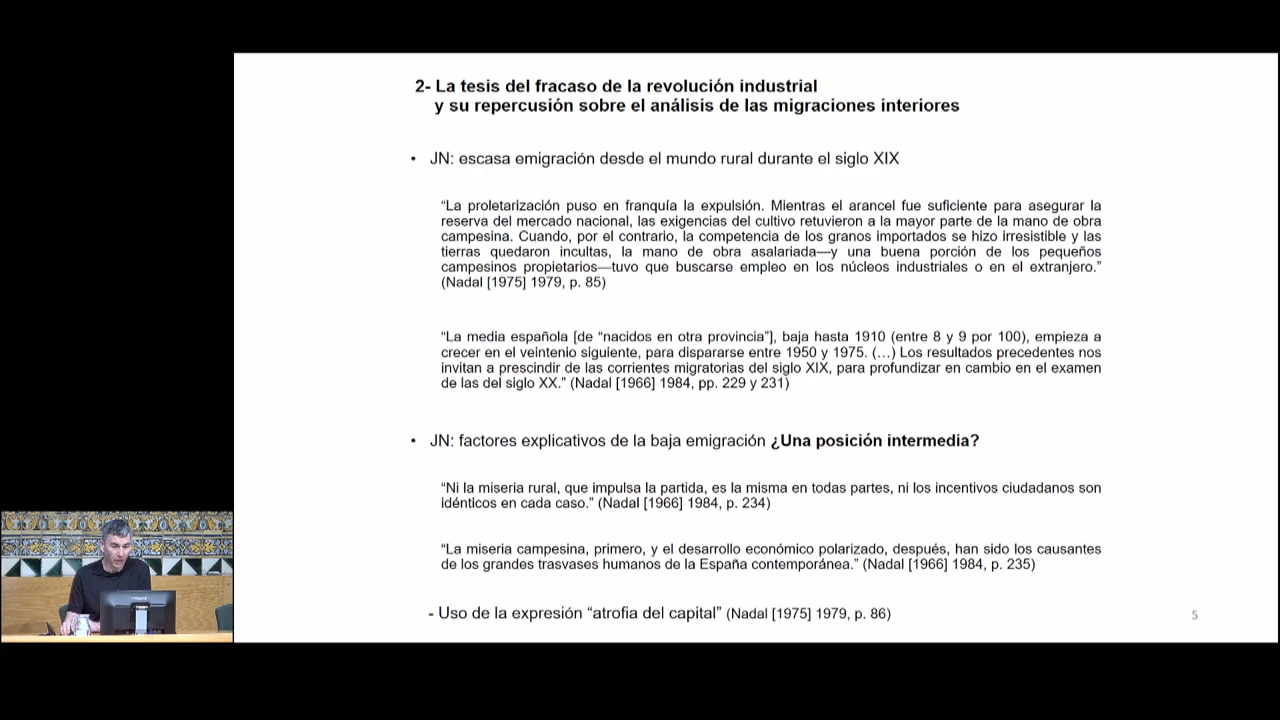 2- La tesis del fracaso de la revolución industrial
y su repercusión sobre el análisis de las migraciones interiores
• JN: escasa emigración desde el mundo rural durante el siglo XIX
“La proletarización puso en franquía la expulsión. Mientras el arancel fue suficiente para asegurar la
reserva del mercado nacional, las exigencias del cultivo retuvieron a la mayor parte de la mano de obra
campesina. Cuando, por el contrario, la competencia de los granos importados se hizo irresistible y las
tierras quedaron incultas, la mano de obra asalariada—y una buena porción de los pequeños
campesinos propietarios—tuvo que buscarse empleo en los núcleos industriales o en el extranjero.”
(Nadal [1975] 1979, p. 85)
“La media española [de “nacidos en otra provincia”], baja hasta 1910 (entre 8 y 9 por 100), empieza a
crecer en el veintenio siguiente, para dispararse entre 1950 y 1975. (…) Los resultados precedentes nos
invitan a prescindir de las corrientes migratorias del siglo XIX, para profundizar en cambio en el examen
de las del siglo XX.” (Nadal [1966] 1984, pp. 229 y 231)
• JN: factores explicativos de la baja emigración ¿Una posición intermedia?
“Ni la miseria rural, que impulsa la partida, es la misma en todas partes, ni los incentivos ciudadanos son
idénticos en cada caso.” (Nadal [1966] 1984, p. 234)
“La miseria campesina, primero, y el desarrollo económico polarizado, después, han sido los causantes
de los grandes trasvases humanos de la España contemporánea.” (Nadal [1966] 1984, p. 235)
- Uso de la expresión “atrofia del capital” (Nadal [1975] 1979, p. 86)
5